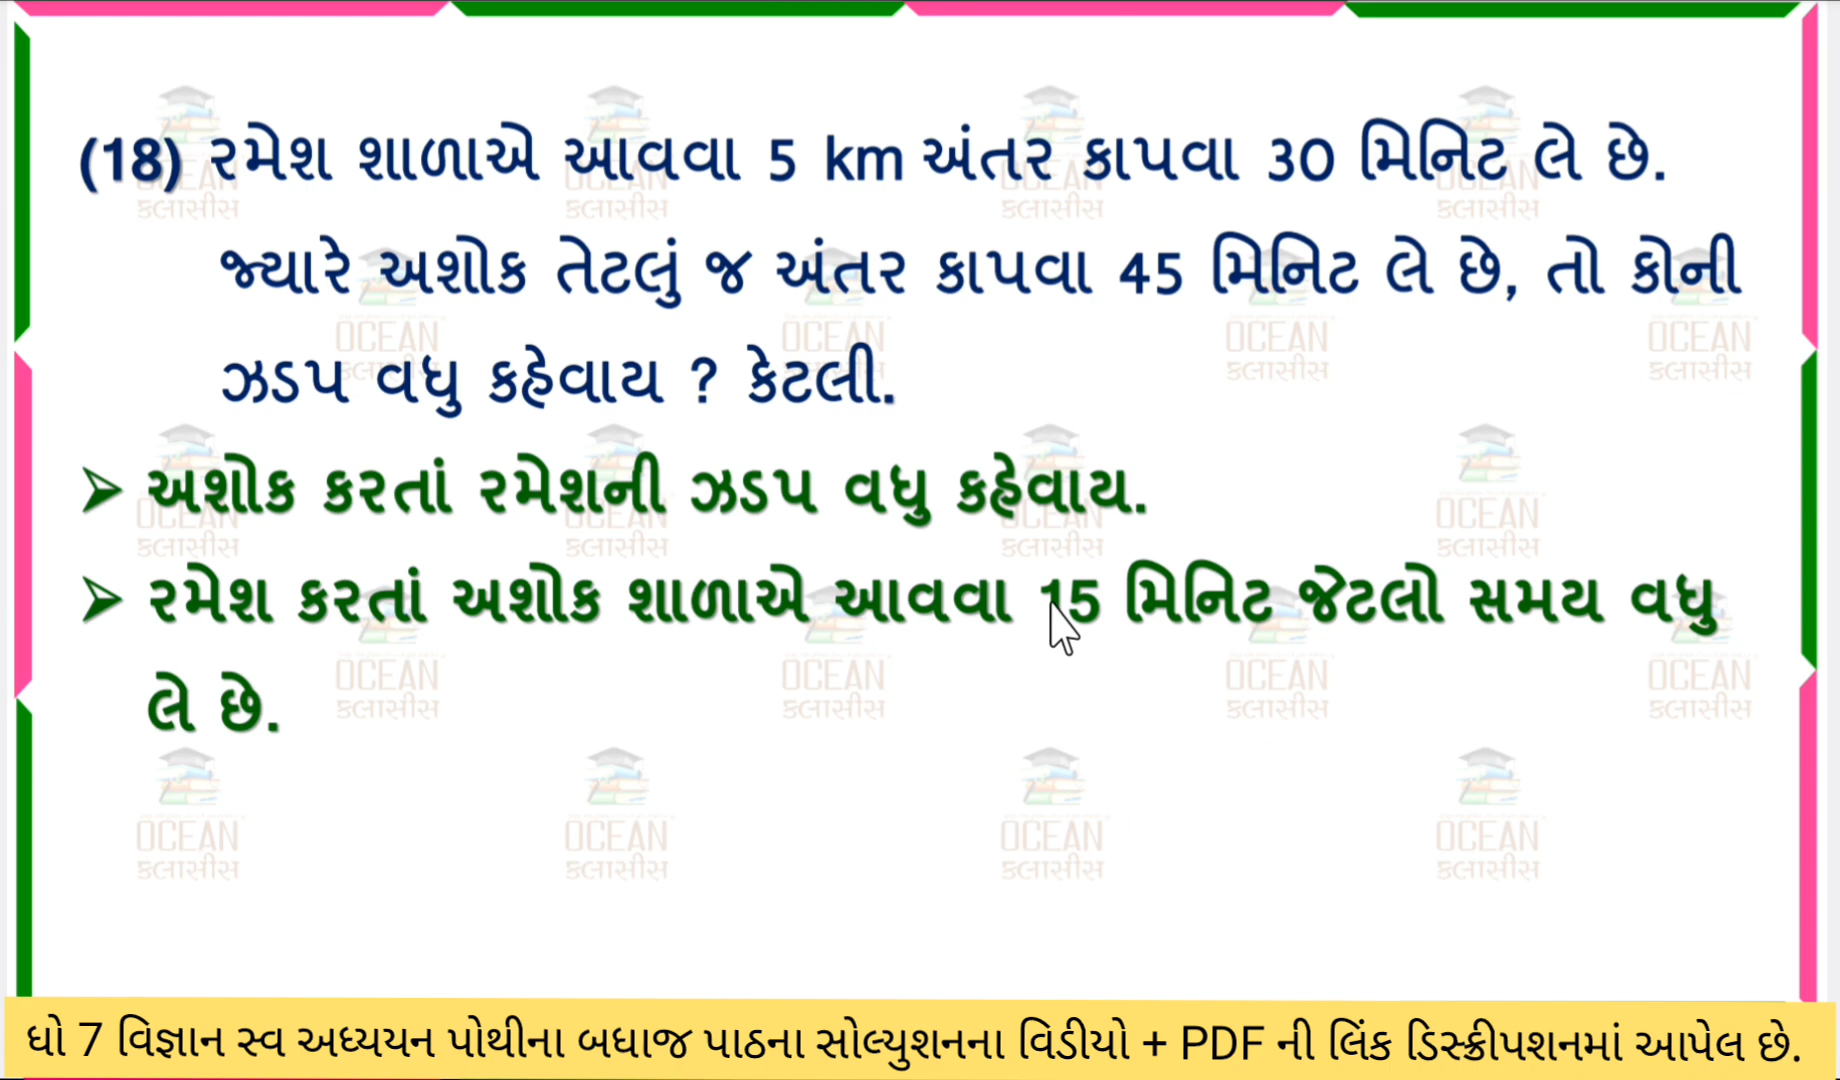 (18) રમેશ શાળાએ આવવા 5 km અંતર કાપવા 30 મિનિટ લે છે.
જ્યારે અશોક તેટલું જ અંતર કાપવા 45 મિનિટ લે છે, તો કોની
ઝડપ વધુ કહેવાય ? કેટલી.
➢ અશોક કરતાં રમેશની ઝડપ વધુ કહેવાય.
➢ રમેશ કરતાં અશોક શાળાએ આવવા 15 મિનિટ જેટલો સમય વધુ
લે છે.
OCEAN
ક્લાસીસ
ધો 7 વિજ્ઞાન સ્વ અધ્યયન પોથીના બધાજ પાઠના સોલ્યુશનના વિડીયો + PDF ની લિંક ડિસ્ક્રીપશનમાં આપેલ છે.